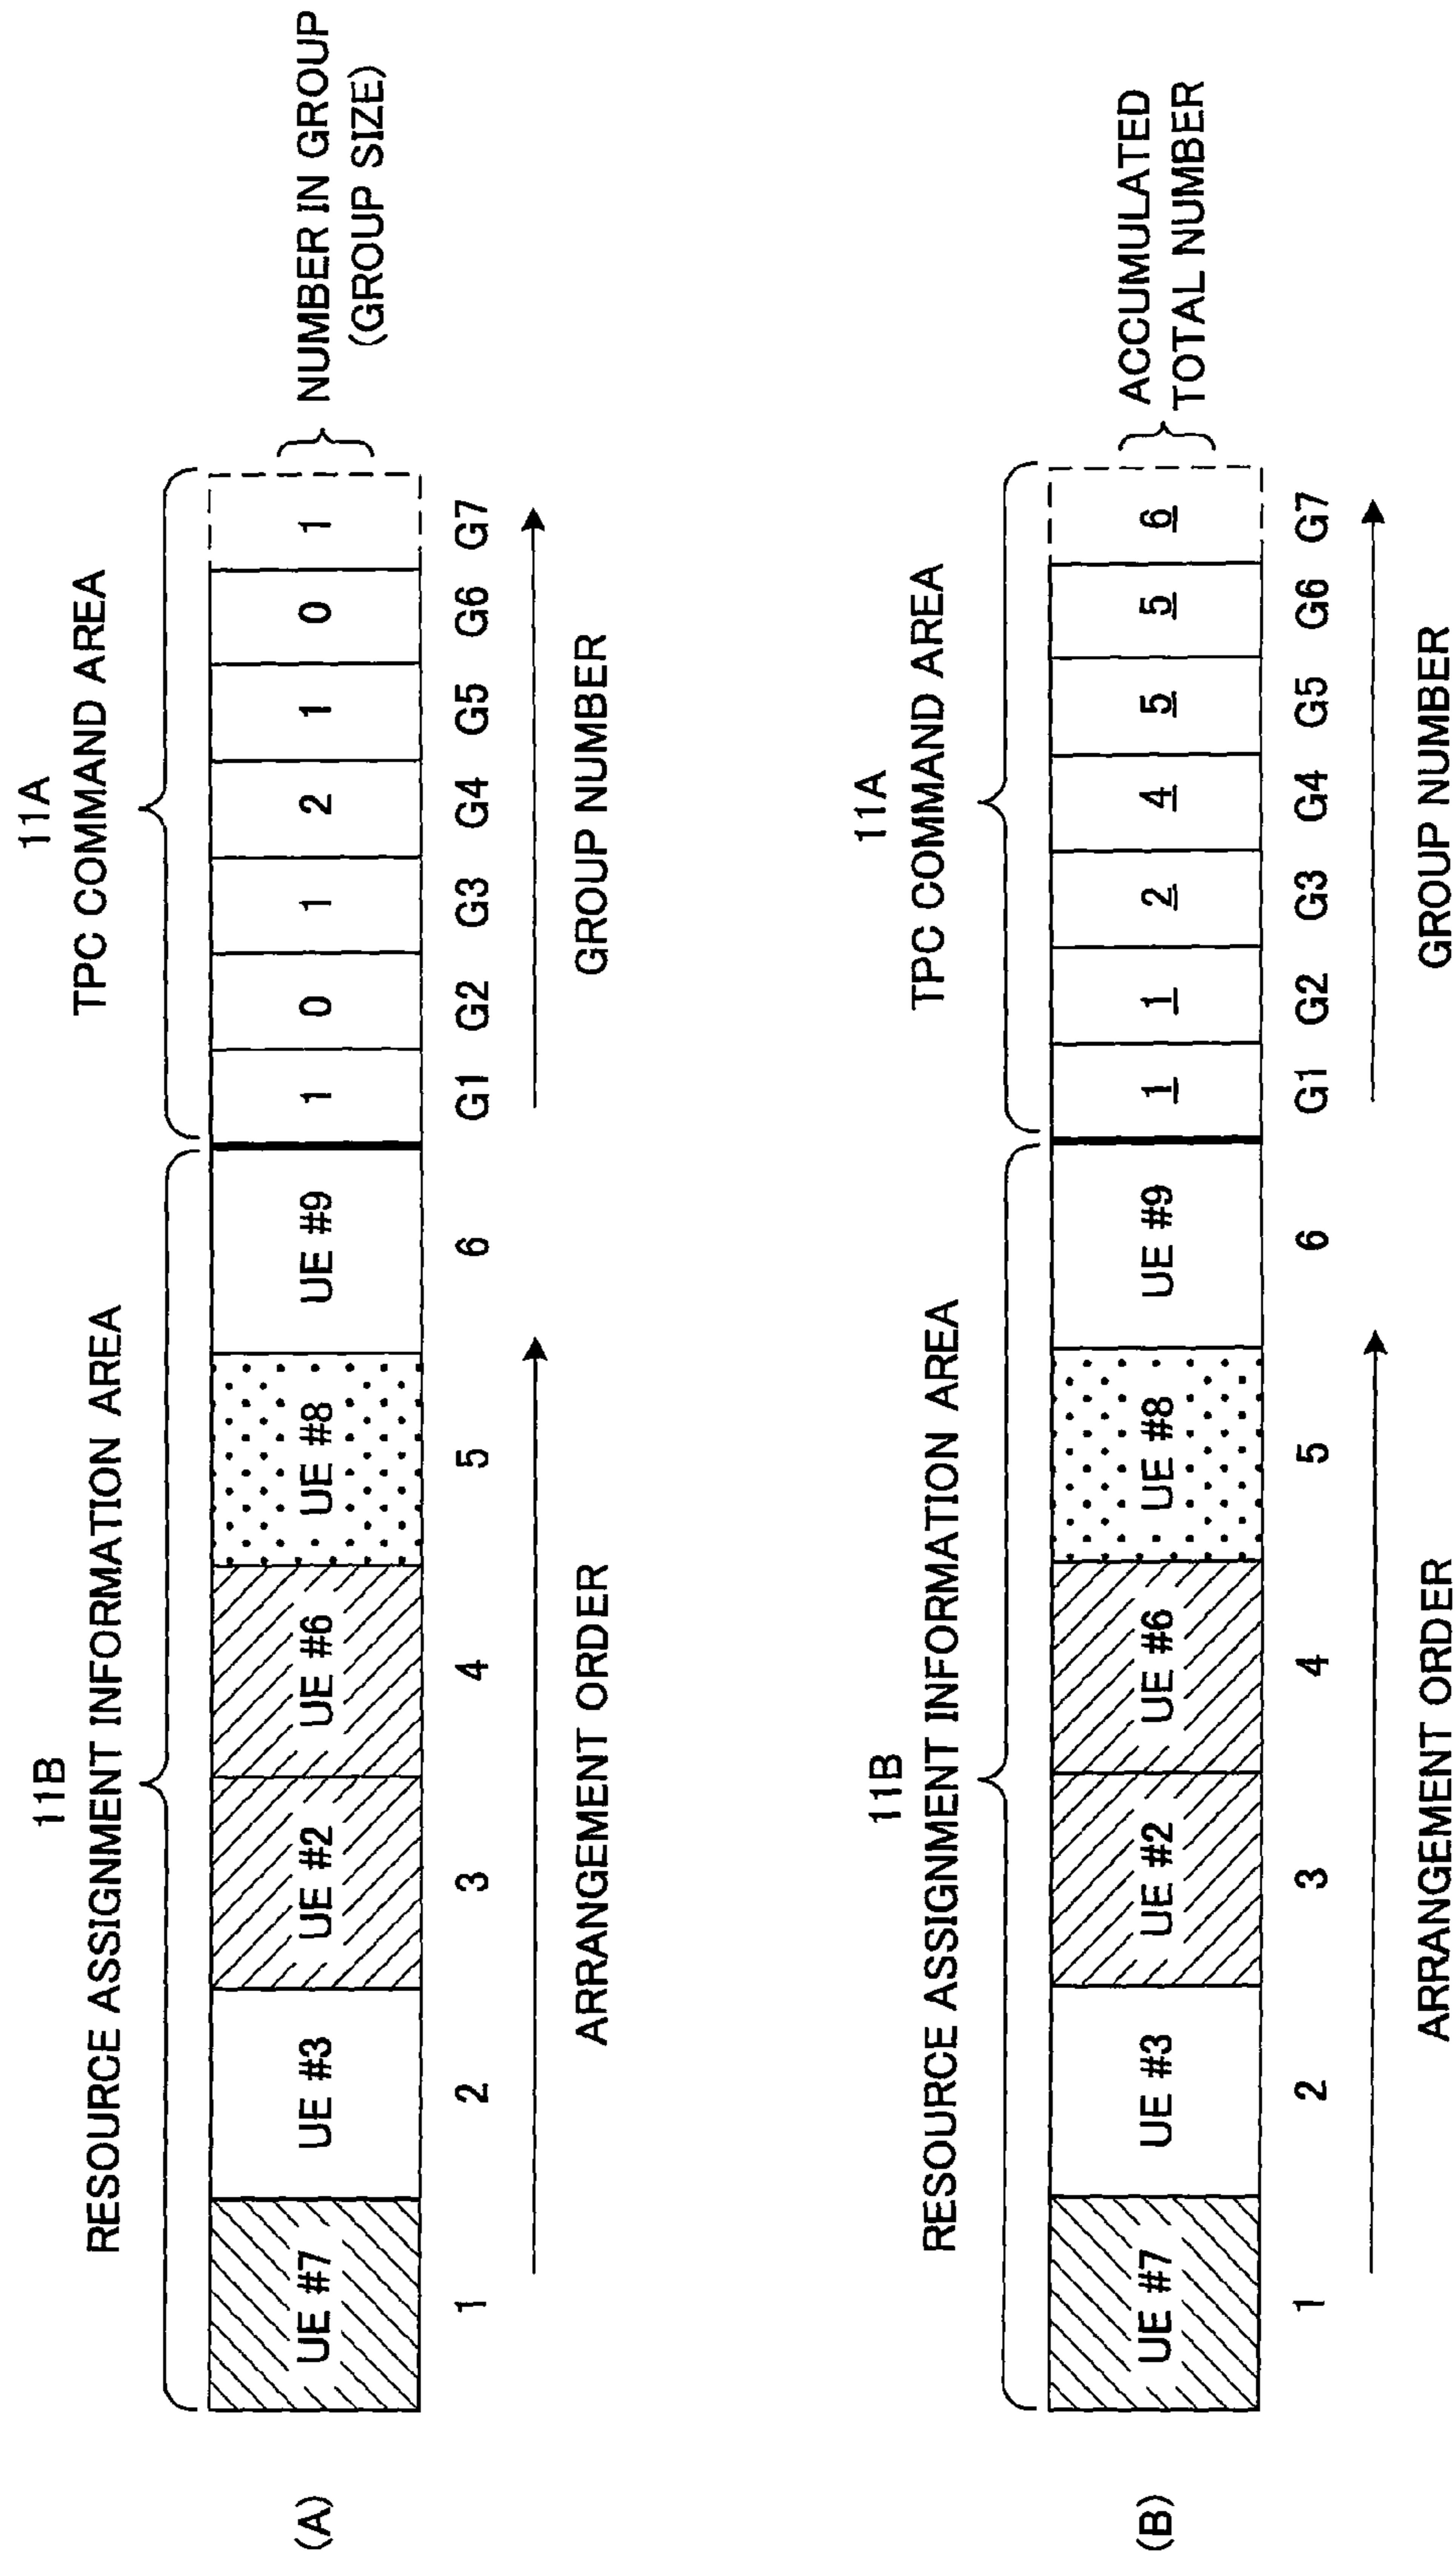 11B
RESOURCE ASSIGNMENT INFORMATION AREA
11A
TPC COMMAND AREA
(A)
UE #7
UE #3
UE #2
UE #6
UE #8
UE #9
1
0
1
2
1
0
1
NUMBER IN GROUP
(GROUP SIZE)
1
2
3
4
5
6
G1
G2
G3
G4
G5
G6
G7
ARRANGEMENT ORDER
GROUP NUMBER
11B
RESOURCE ASSIGNMENT INFORMATION AREA
11A
TPC COMMAND AREA
(B)
UE #7
UE #3
UE #2
UE #6
UE #8
UE #9
1
1
2
4
5
5
6
ACCUMULATED
TOTAL NUMBER
1
2
3
4
5
6
G1
G2
G3
G4
G5
G6
G7
ARRANGEMENT ORDER
GROUP NUMBER